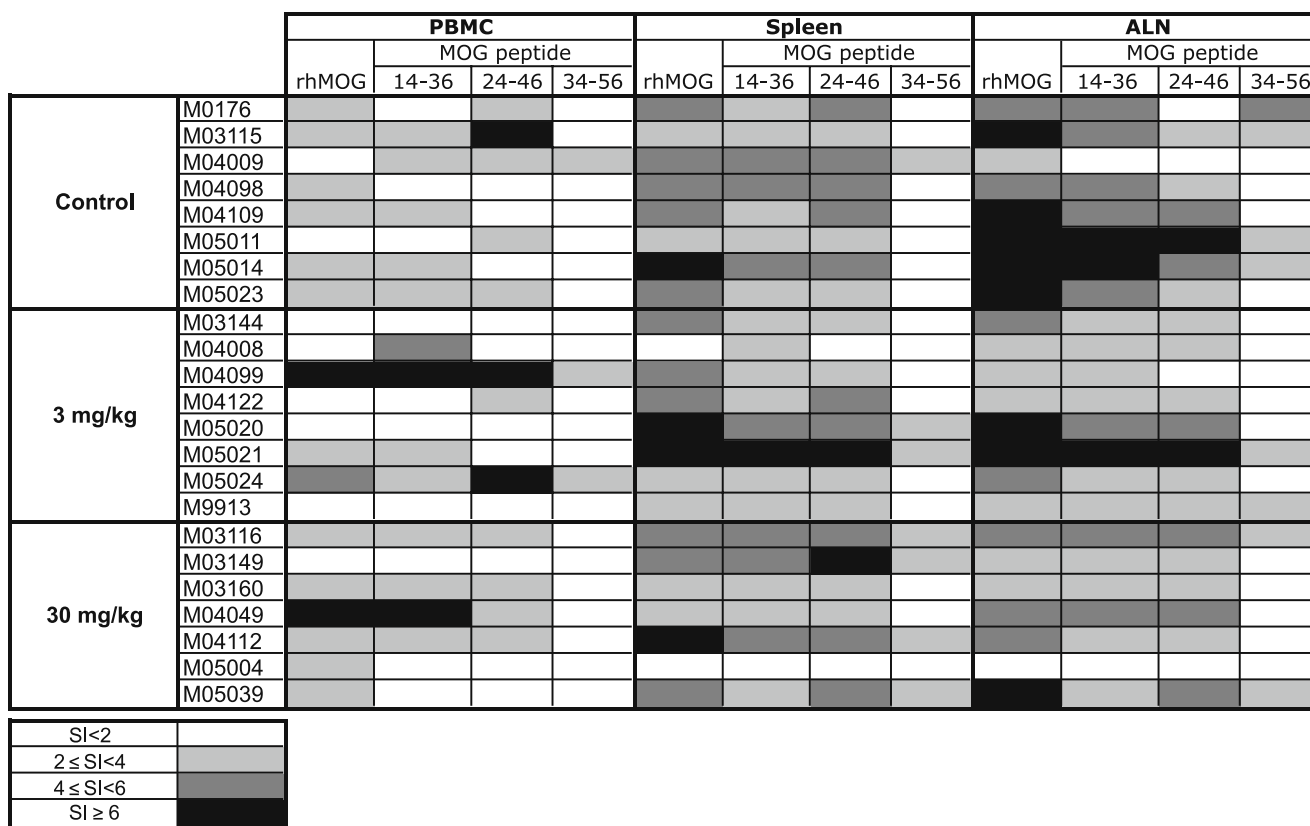 PBMC Spleen ALN
MOG peptide MOG peptide MOG peptide
rhMOG 14-36 24-46 34-56 rhMOG 14-36 24-46 34-56 rhMOG 14-36 24-46 34-56
Control
M0176
M03115
M04009
M04098
M04109
M05011
M05014
M05023
3 mg/kg
M03144
M04008
M04099
M04122
M05020
M05021
M05024
M9913
30 mg/kg
M03116
M03149
M03160
M04049
M04112
M05004
M05039
SI<2
2 ≤ SI<4
4 ≤ SI<6
SI ≥ 6